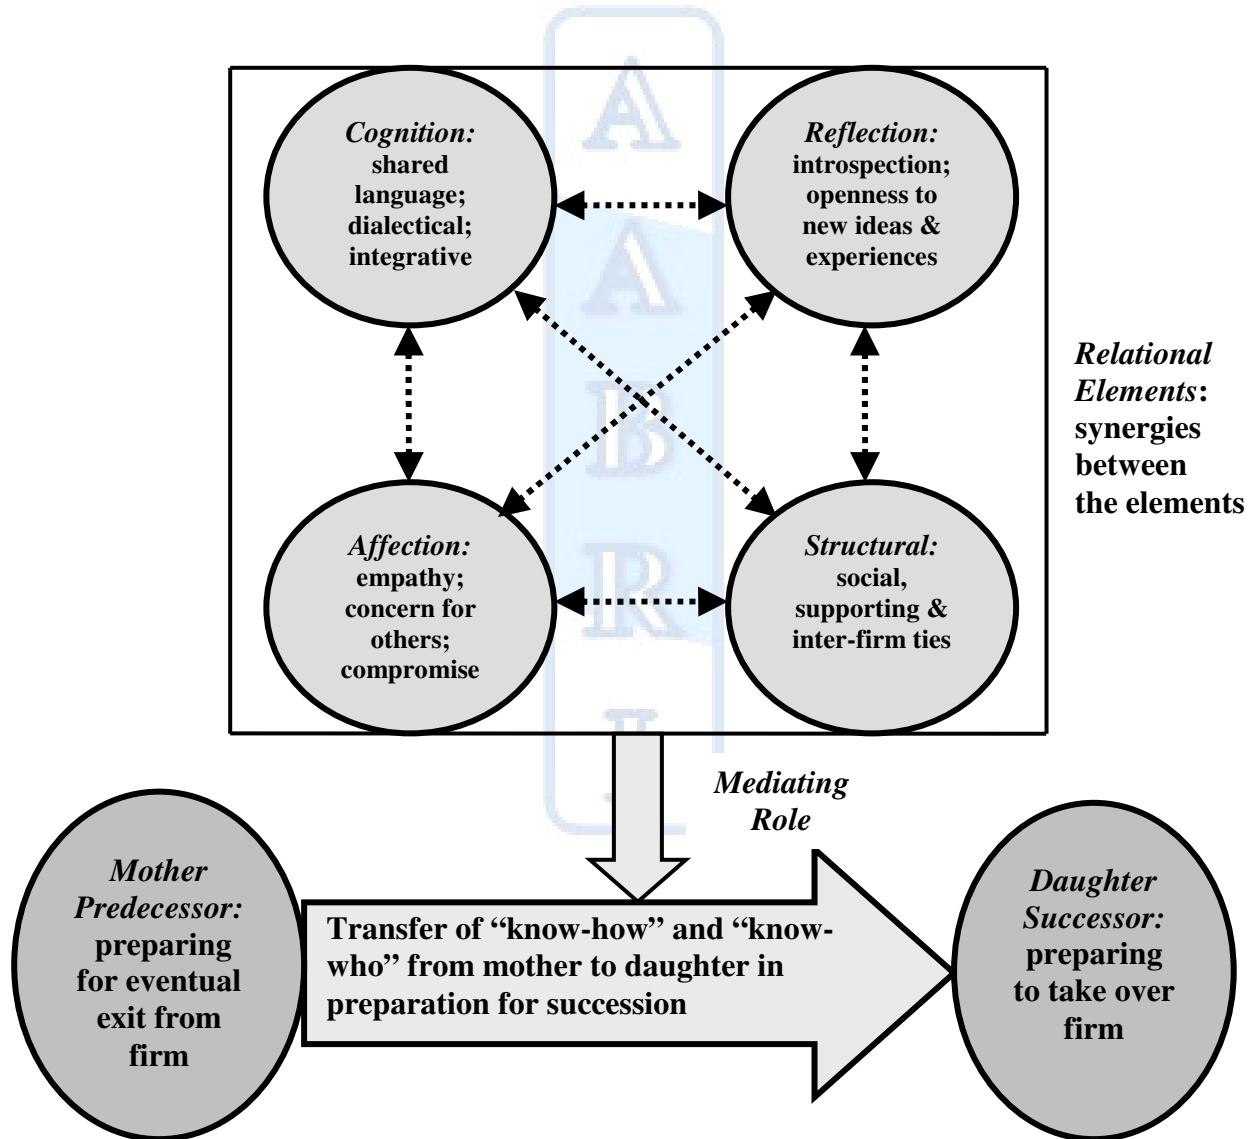 Cognition:
shared
language;
dialectical;
integrative
Reflection:
introspection;
openness to
new ideas &
experiences
Relational
Elements:
synergies
between
the elements
Affection:
empathy;
concern for
others;
compromise
Structural:
social,
supporting &
inter-firm ties
Mediating
Role
Mother
Predecessor:
preparing
for eventual
exit from
firm
Transfer of “know-how” and “know-
who” from mother to daughter in
preparation for succession
Daughter
Successor:
preparing
to take over
firm
A
A
B
R
J